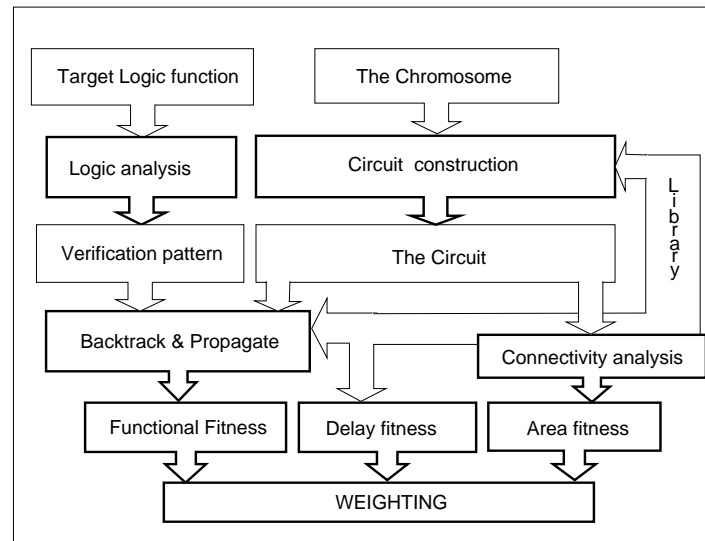 Target Logic function
The Chromosome
Logic analysis
Circuit construction
Library
Verification pattern
The Circuit
Backtrack & Propagate
Connectivity analysis
Functional Fitness
Delay fitness
Area fitness
WEIGHTING